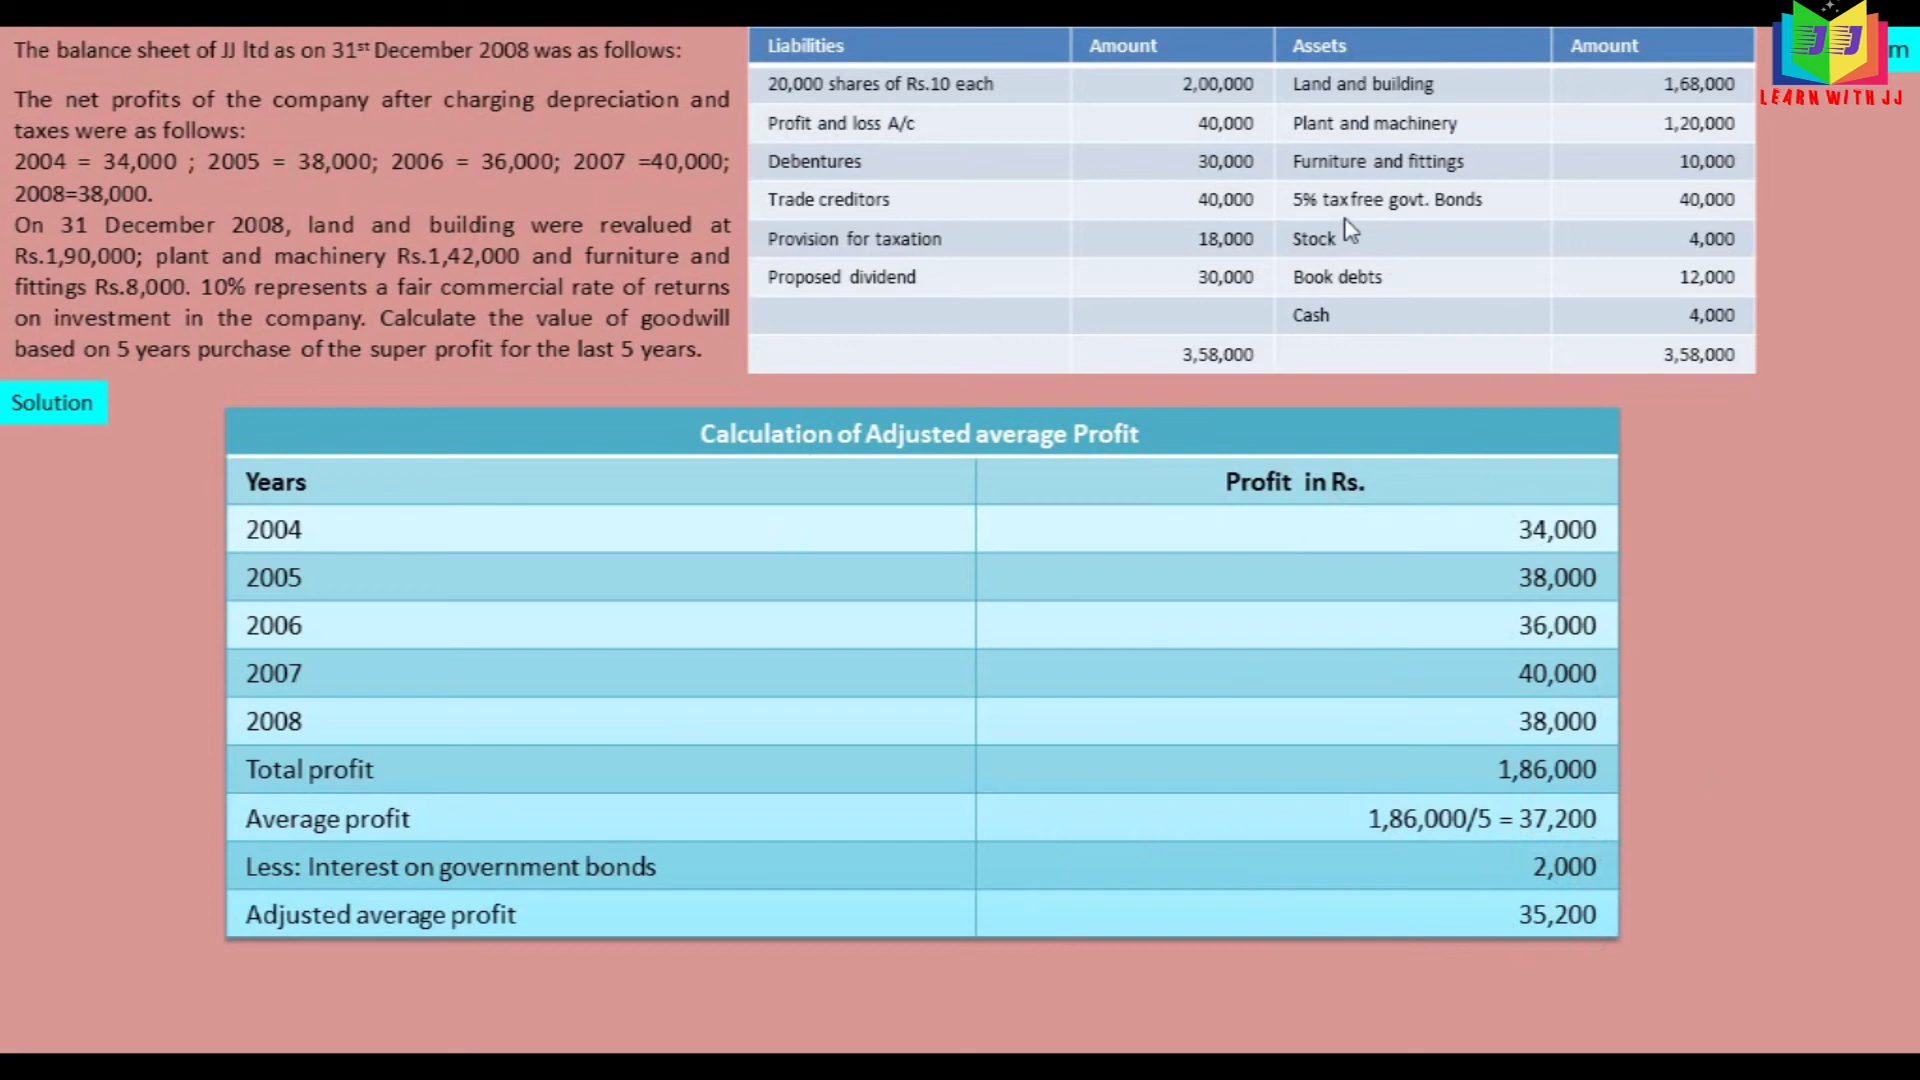 The balance sheet of JJ ltd as on 31st December 2008 was as follows:
The net profits of the company after charging depreciation and
taxes were as follows:
2004 = 34,000 ; 2005 = 38,000; 2006 = 36,000; 2007 =40,000;
2008=38,000.
On 31 December 2008, land and building were revalued at
Rs.1,90,000; plant and machinery Rs.1,42,000 and furniture and
fittings Rs.8,000. 10% represents a fair commercial rate of returns
on investment in the company. Calculate the value of goodwill
based on 5 years purchase of the super profit for the last 5 years.
Liabilities Amount Assets Amount
20,000 shares of Rs.10 each 2,00,000 Land and building 1,68,000
Profit and loss A/c 40,000 Plant and machinery 1,20,000
Debentures 30,000 Furniture and fittings 10,000
Trade creditors 40,000 5% tax free govt. Bonds 40,000
Provision for taxation 18,000 Stock 4,000
Proposed dividend 30,000 Book debts 12,000
Cash 4,000
3,58,000 3,58,000
m
JJ
LEARN WITH JJ
Solution
Calculation of Adjusted average Profit
Years Profit in Rs.
2004 34,000
2005 38,000
2006 36,000
2007 40,000
2008 38,000
Total profit 1,86,000
Average profit 1,86,000/5 = 37,200
Less: Interest on government bonds 2,000
Adjusted average profit 35,200